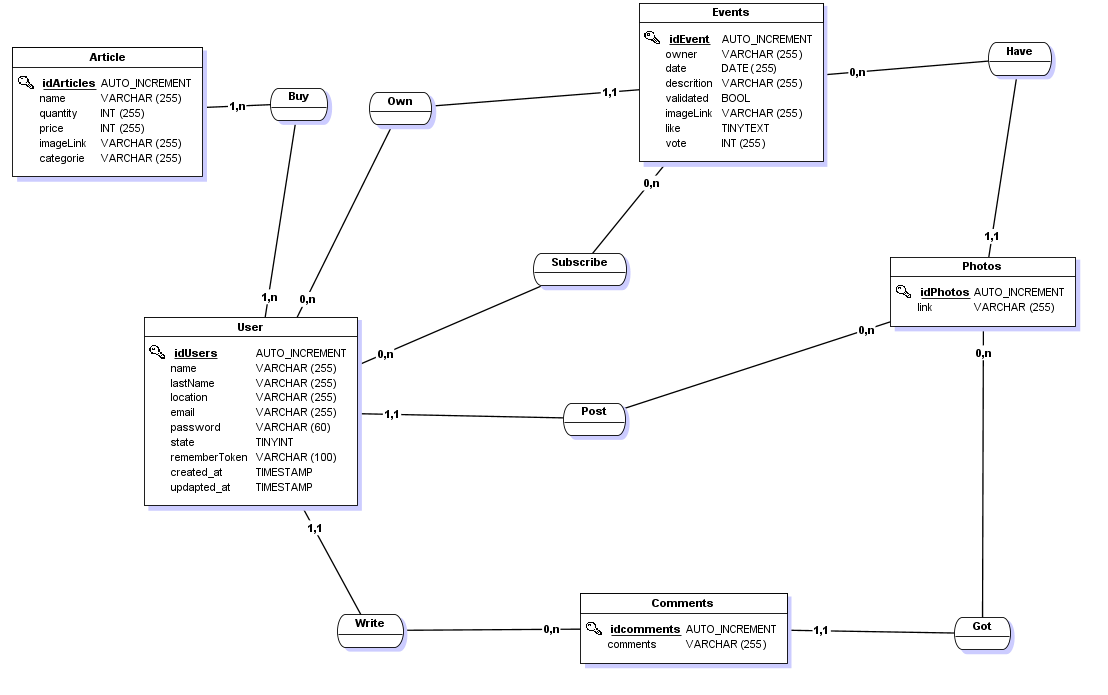 Events
idEvent AUTO_INCREMENT
owner VARCHAR (255)
date DATE (255)
descrition VARCHAR (255)
validated BOOL
imageLink VARCHAR (255)
like TINYTEXT
vote INT (255)
Have
0,n
1,1
Article
idArticles AUTO_INCREMENT
name VARCHAR (255)
quantity INT (255)
price INT (255)
imageLink VARCHAR (255)
categorie VARCHAR (255)
1,n
Buy
1,n
Own
1,1
0,n
0,n
Subscribe
0,n
Photos
idPhotos AUTO_INCREMENT
link VARCHAR (255)
0,n
0,n
User
idUsers AUTO_INCREMENT
name VARCHAR (255)
lastName VARCHAR (255)
location VARCHAR (255)
email VARCHAR (255)
password VARCHAR (60)
state TINYINT
rememberToken VARCHAR (100)
created_at TIMESTAMP
updapted_at TIMESTAMP
1,1
Post
1,1
Write
0,n
Comments
idcomments AUTO_INCREMENT
comments VARCHAR (255)
1,1
Got